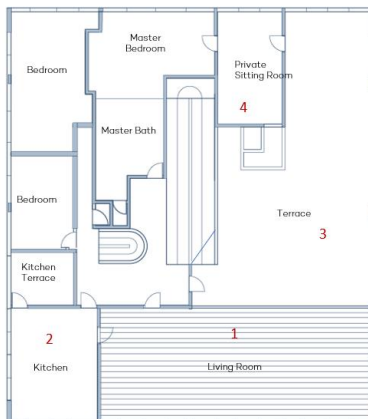 Master
Bedroom
Bedroom
Private
Sitting Room
4
Master Bath
Bedroom
Terrace
3
Kitchen
Terrace
1
2
Kitchen
Living Room